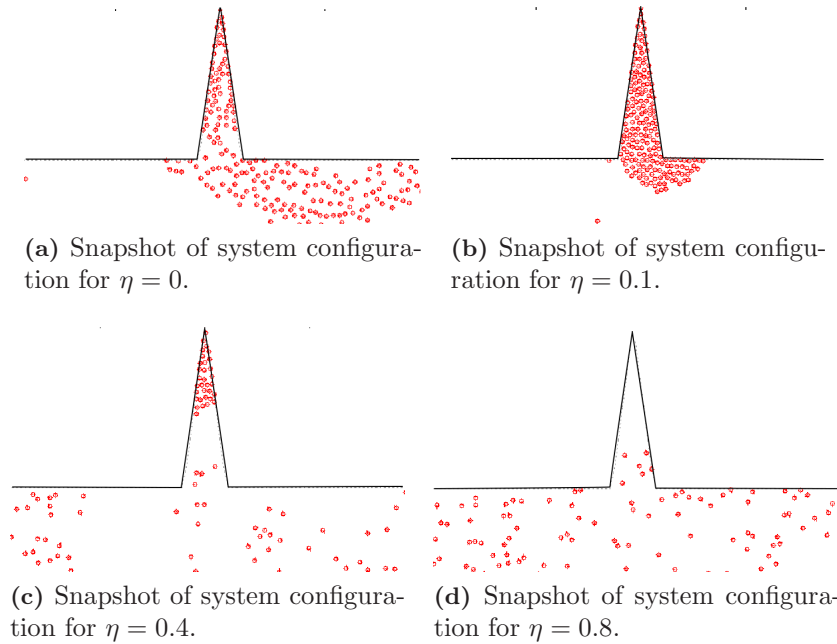 (a) Snapshot of system configura-
tion for η = 0.
(b) Snapshot of system configu-
ration for η = 0.1.
(c) Snapshot of system configura-
tion for η = 0.4.
(d) Snapshot of system configura-
tion for η = 0.8.